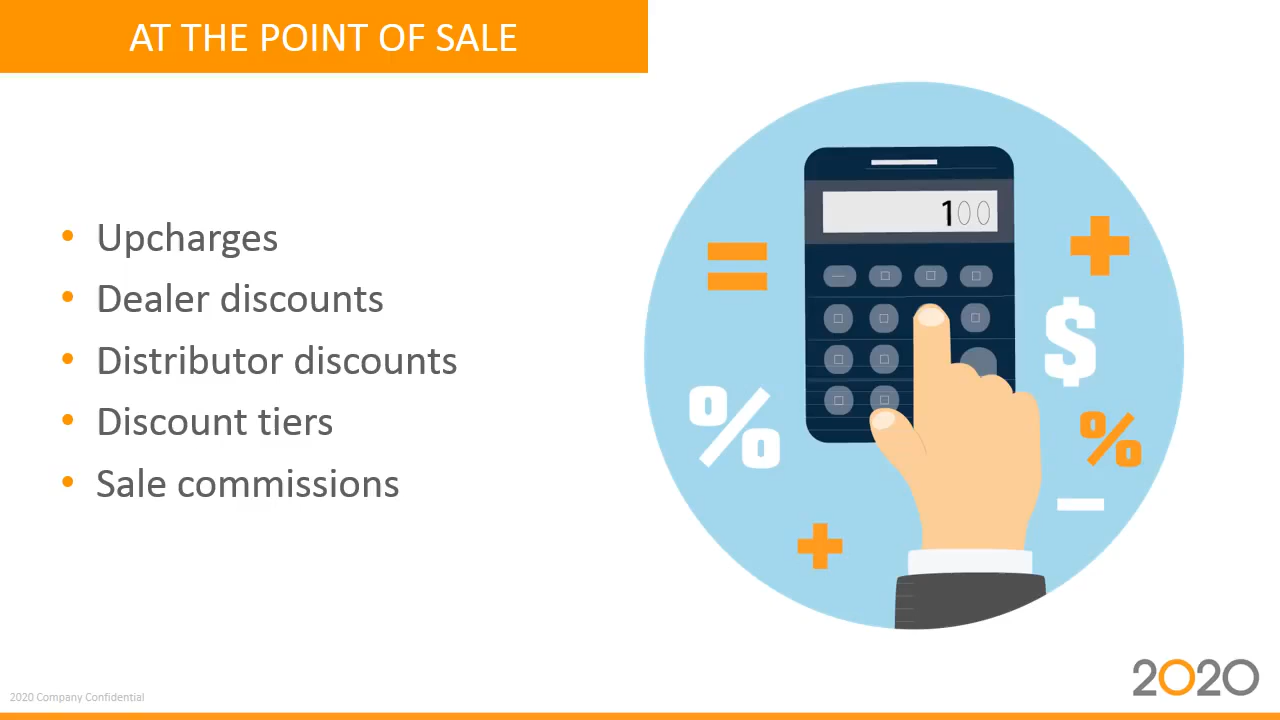 AT THE POINT OF SALE
• Upcharges
• Dealer discounts
• Distributor discounts
• Discount tiers
• Sale commissions
100
=
+
$
%
%
–
+
2020 Company Confidential
2020